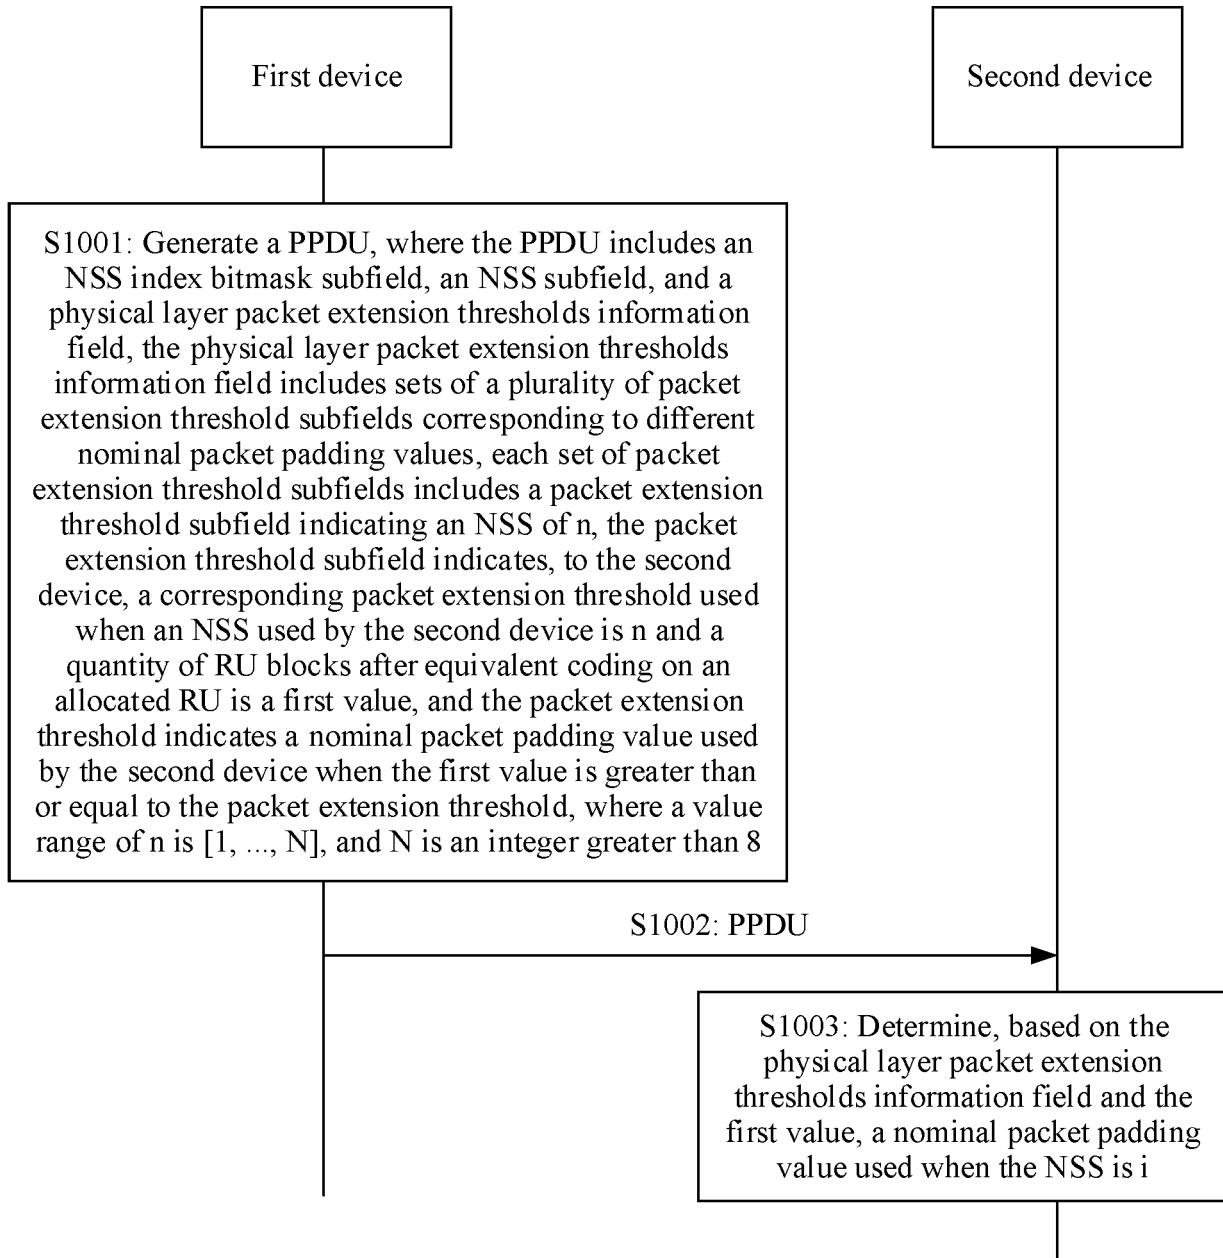 First device
Second device
S1001: Generate a PPDU, where the PPDU includes an
NSS index bitmask subfield, an NSS subfield, and a
physical layer packet extension thresholds information
field, the physical layer packet extension thresholds
information field includes sets of a plurality of packet
extension threshold subfields corresponding to different
nominal packet padding values, each set of packet
extension threshold subfields includes a packet extension
threshold subfield indicating an NSS of n, the packet
extension threshold subfield indicates, to the second
device, a corresponding packet extension threshold used
when an NSS used by the second device is n and a
quantity of RU blocks after equivalent coding on an
allocated RU is a first value, and the packet extension
threshold indicates a nominal packet padding value used
by the second device when the first value is greater than
or equal to the packet extension threshold, where a value
range of n is [1, ..., N], and N is an integer greater than 8
S1002: PPDU
S1003: Determine, based on the
physical layer packet extension
thresholds information field and the
first value, a nominal packet padding
value used when the NSS is i